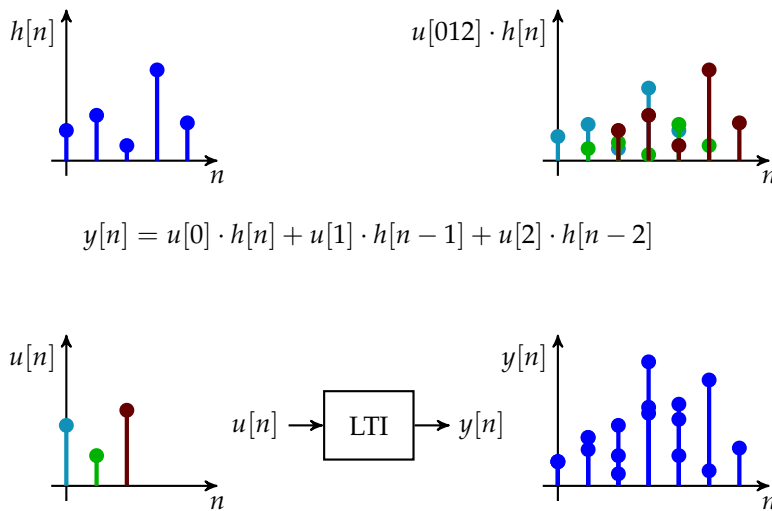 h[n]
n
u[012] · h[n]
n
y[n] = u[0] · h[n] + u[1] · h[n − 1] + u[2] · h[n − 2]
u[n]
n
u[n]
LTI
y[n]
y[n]
n